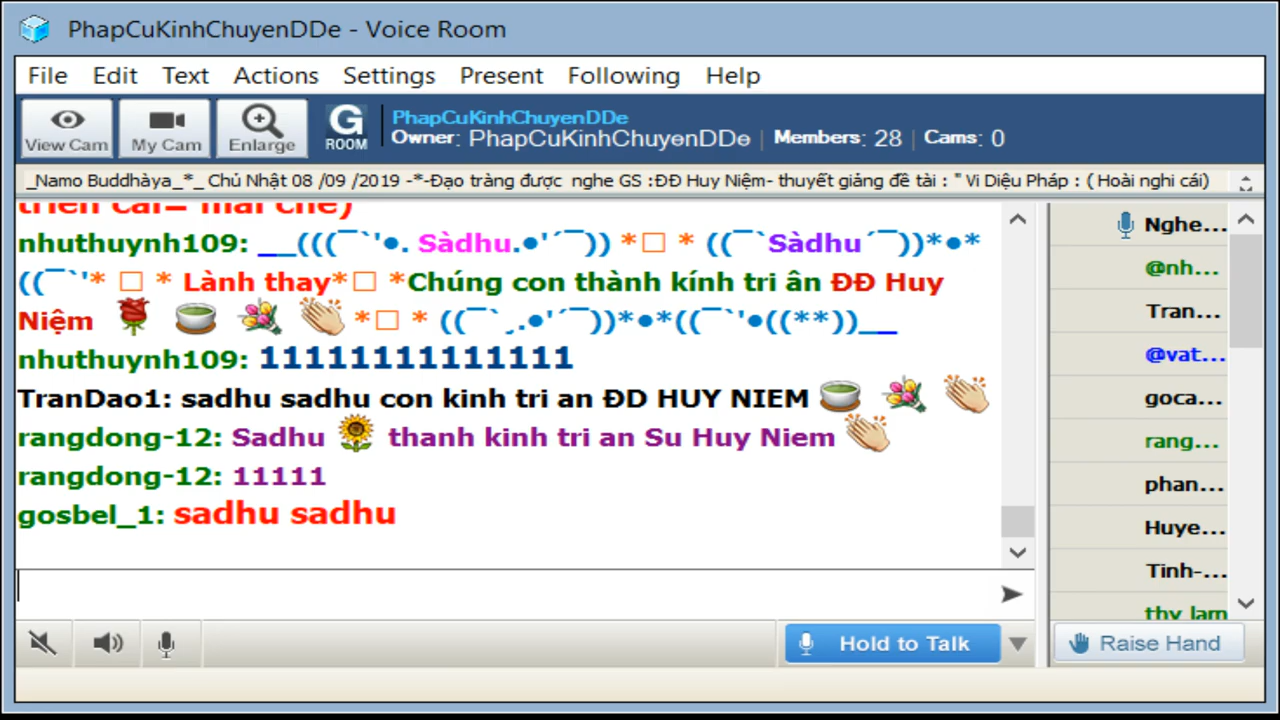 PhapCuKinhChuyenDDe - Voice Room
File Edit Text Actions Settings Present Following Help
View Cam My Cam Enlarge G ROOM
PhapCuKinhChuyenDDe
Owner: PhapCuKinhChuyenDDe | Members: 28 | Cams: 0
_Namo Buddhàya_*_ Chủ Nhật 08 /09 /2019 -*-Đạo tràng được nghe GS :ĐĐ Huy Niệm- thuyết giảng đề tài : " Vi Diệu Pháp : ( Hoài nghi cái)
nhuthuynh109: __(((¯`'●. Sàdhu.●'´¯)) *□ * ((¯`Sàdhu´¯))*●*
((¯`'* □ * Lành thay*□ *Chúng con thành kính tri ân ĐĐ Huy
Niệm *□ * ((¯`¸.●'´¯))*●*((¯`'●((**))__
nhuthuynh109: 11111111111111
TranDao1: sadhu sadhu con kinh tri an ĐD HUY NIEM
rangdong-12: Sadhu thanh kinh tri an Su Huy Niem
rangdong-12: 11111
gosbel_1: sadhu sadhu
Nghe...
@nh...
Tran...
@vat...
goca...
rang...
phan...
Huye...
Tinh-...
thy lam
Hold to Talk
Raise Hand